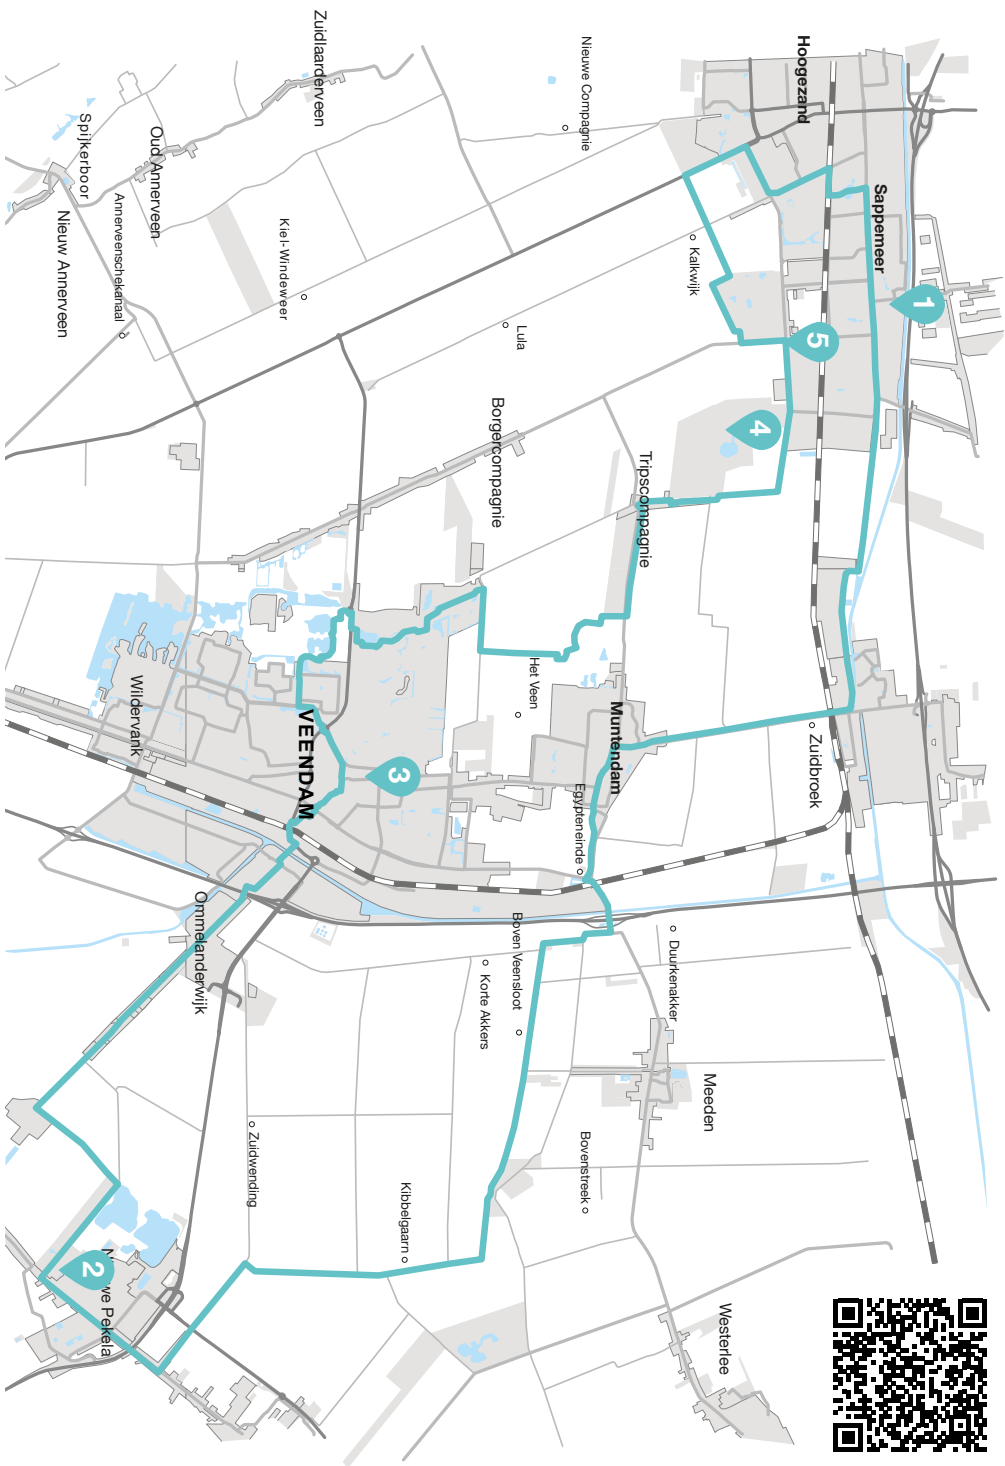 Hoogezand
Sappemeer
1
5
4
Kalkwijk
Nieuwe Compagnie
Zuidlaarderveen
Oud Annerveen
Spijkerboor
Annerveenschekanaal
Nieuw Annerveen
Kiel-Windeweer
Lula
Borgercompagnie
Tripscompagnie
Het Veen
Muntendam
Zuidbroek
Egypteneinde
Wildervank
VEENDAM
3
Ommelanderwijk
Boven Veensloot
Korte Akkers
Duurkenakker
Meeden
Bovenstreek
Zuidwending
Kibbelgaarn
2
Westerlee